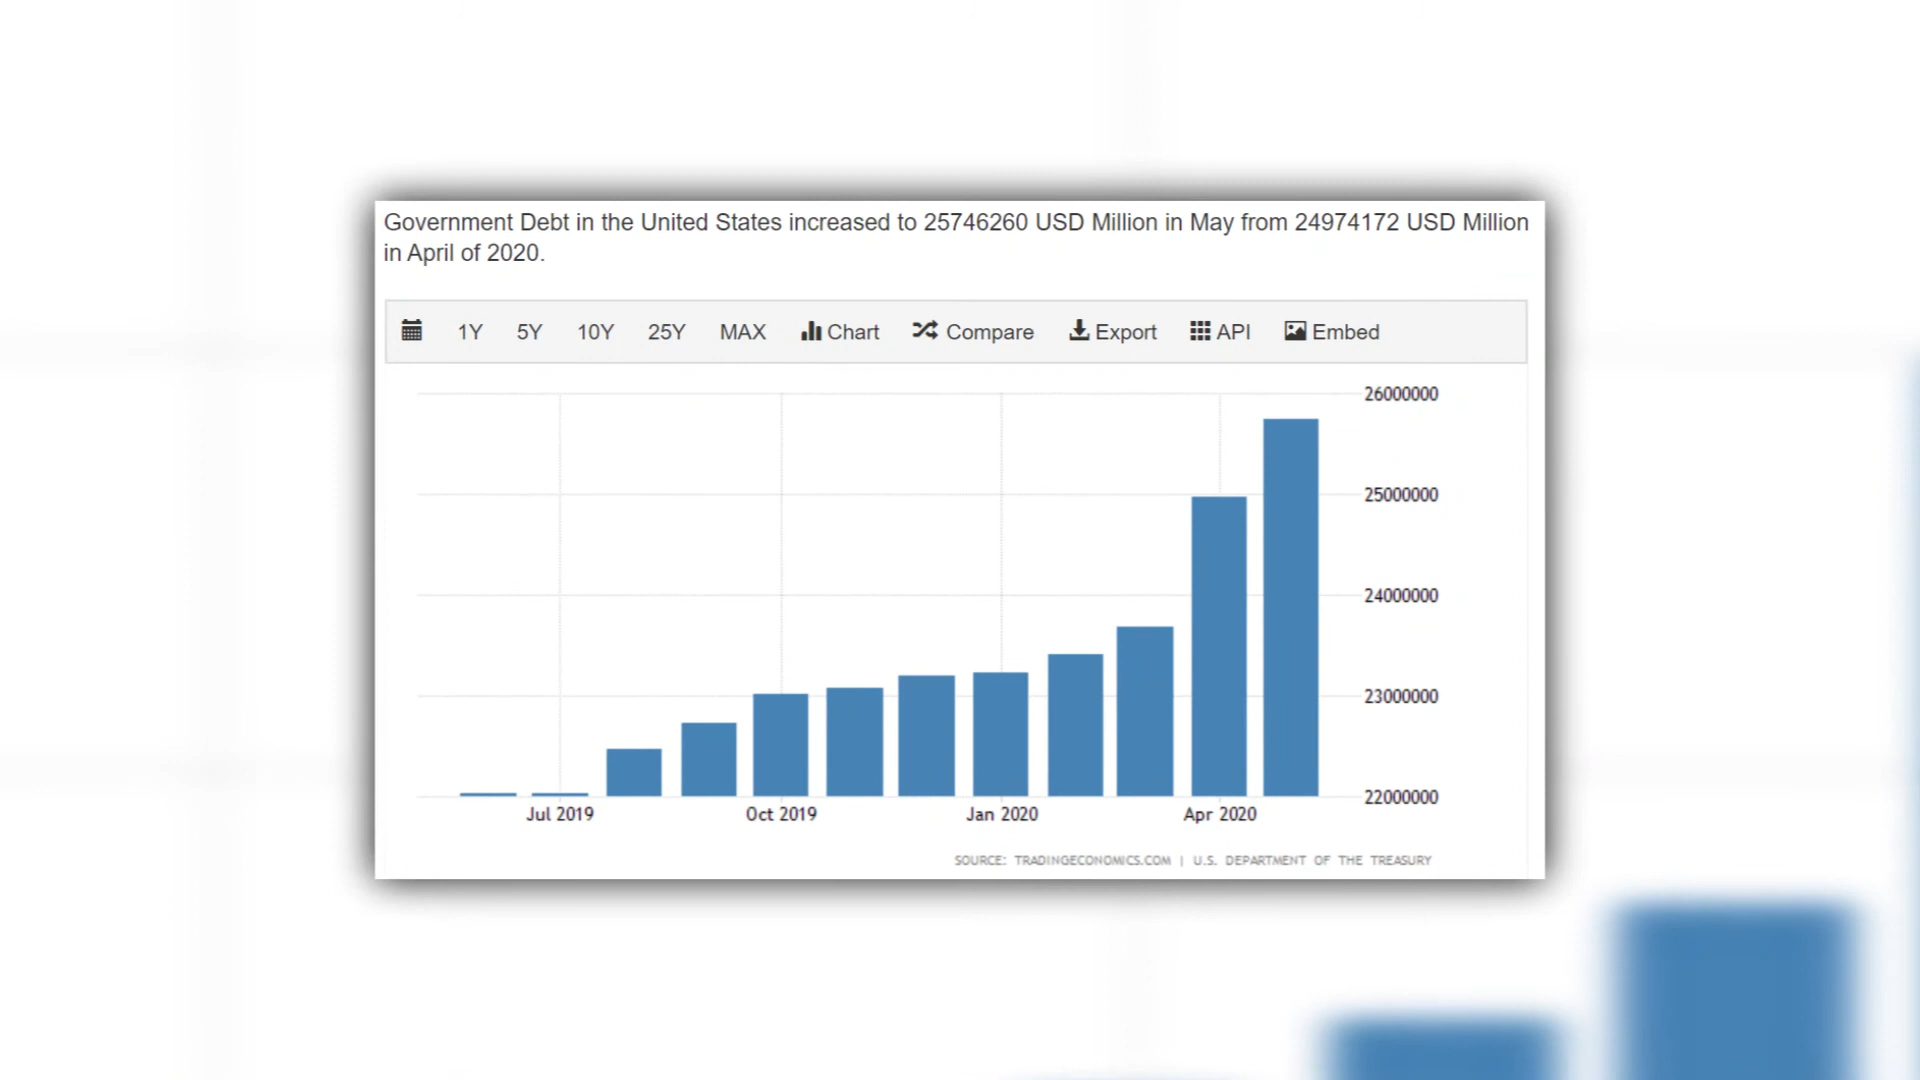 Government Debt in the United States increased to 25746260 USD Million in May from 24974172 USD Million
in April of 2020.
1Y 5Y 10Y 25Y MAX Chart Compare Export API Embed
26000000
25000000
24000000
23000000
22000000
Jul 2019 Oct 2019 Jan 2020 Apr 2020
SOURCE: TRADINGECONOMICS.COM | U.S. DEPARTMENT OF THE TREASURY